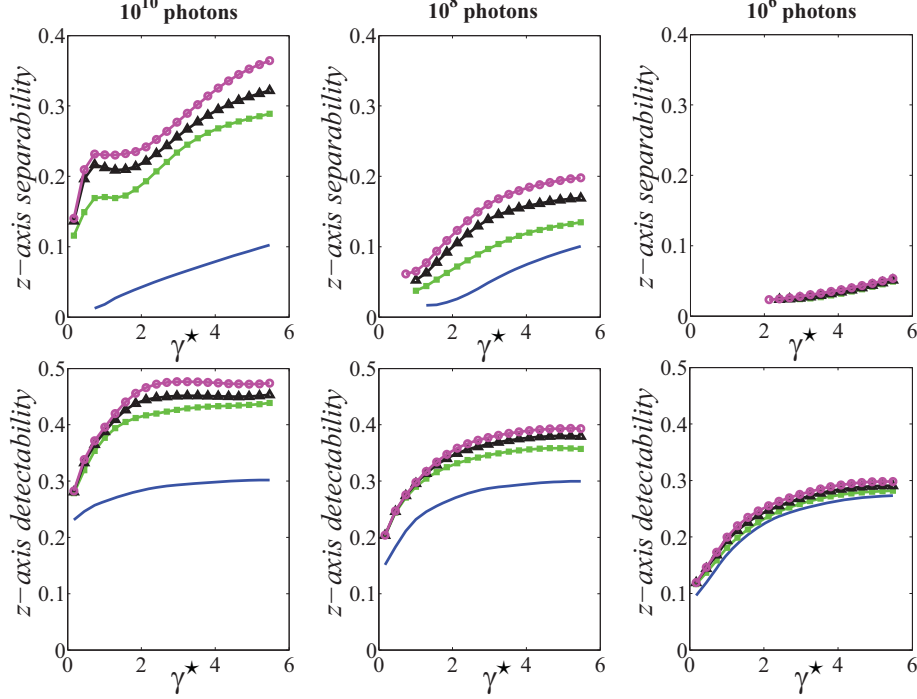 10¹⁰ photons
10⁸ photons
10⁶ photons
z−axis separability
0.4
0.3
0.2
0.1
0
0 2 4 6
γ★
z−axis separability
0.4
0.3
0.2
0.1
0
0 2 4 6
γ★
z−axis separability
0.4
0.3
0.2
0.1
0
0 2 4 6
γ★
z−axis detectability
0.5
0.4
0.3
0.2
0.1
0
0 2 4 6
γ★
z−axis detectability
0.5
0.4
0.3
0.2
0.1
0
0 2 4 6
γ★
z−axis detectability
0.5
0.4
0.3
0.2
0.1
0
0 2 4 6
γ★